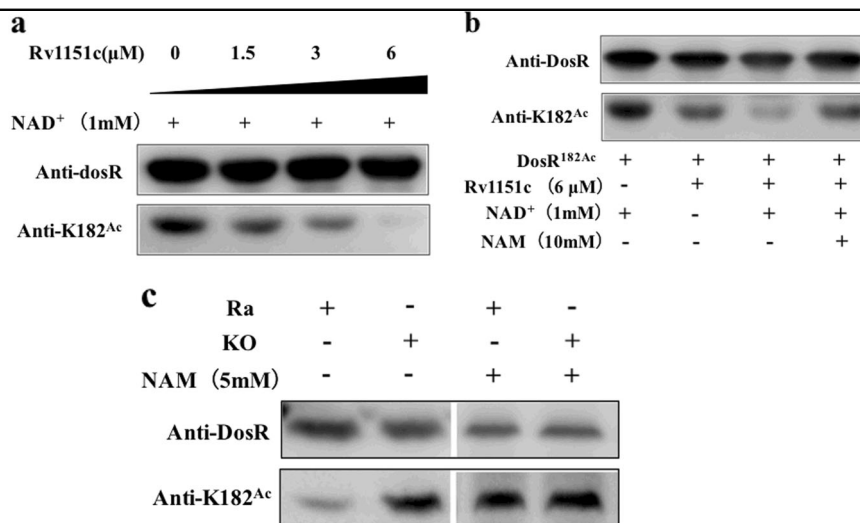 a
Rv1151c(μM) 0 1.5 3 6
NAD⁺ (1mM) + + + +
Anti-dosR
Anti-K182ᴬᶜ
b
Anti-DosR
Anti-K182ᴬᶜ
DosR¹⁸²ᴬᶜ + + + +
Rv1151c (6 μM) - + + +
NAD⁺ (1mM) + - + +
NAM (10mM) - - - +
c
Ra + - + -
KO - + - +
NAM (5mM) - - + +
Anti-DosR
Anti-K182ᴬᶜ